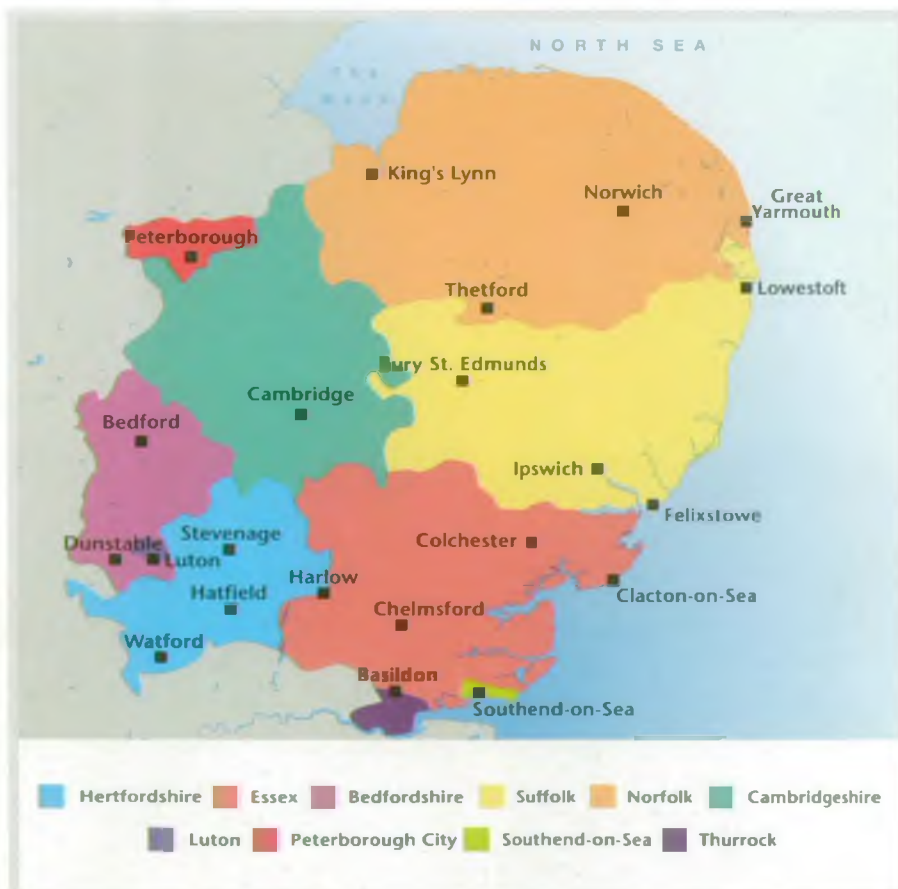 NORTH SEA
THE
WASH
King's Lynn
Norwich
Great
Yarmouth
Peterborough
Thetford
Lowestoft
Bury St. Edmunds
Cambridge
Bedford
Ipswich
Felixstowe
Stevenage
Colchester
Dunstable
Luton
Harlow
Hatfield
Clacton-on-Sea
Chelmsford
Watford
Basildon
Southend-on-Sea
Hertfordshire Essex Bedfordshire Suffolk Norfolk Cambridgeshire
Luton Peterborough City Southend-on-Sea Thurrock